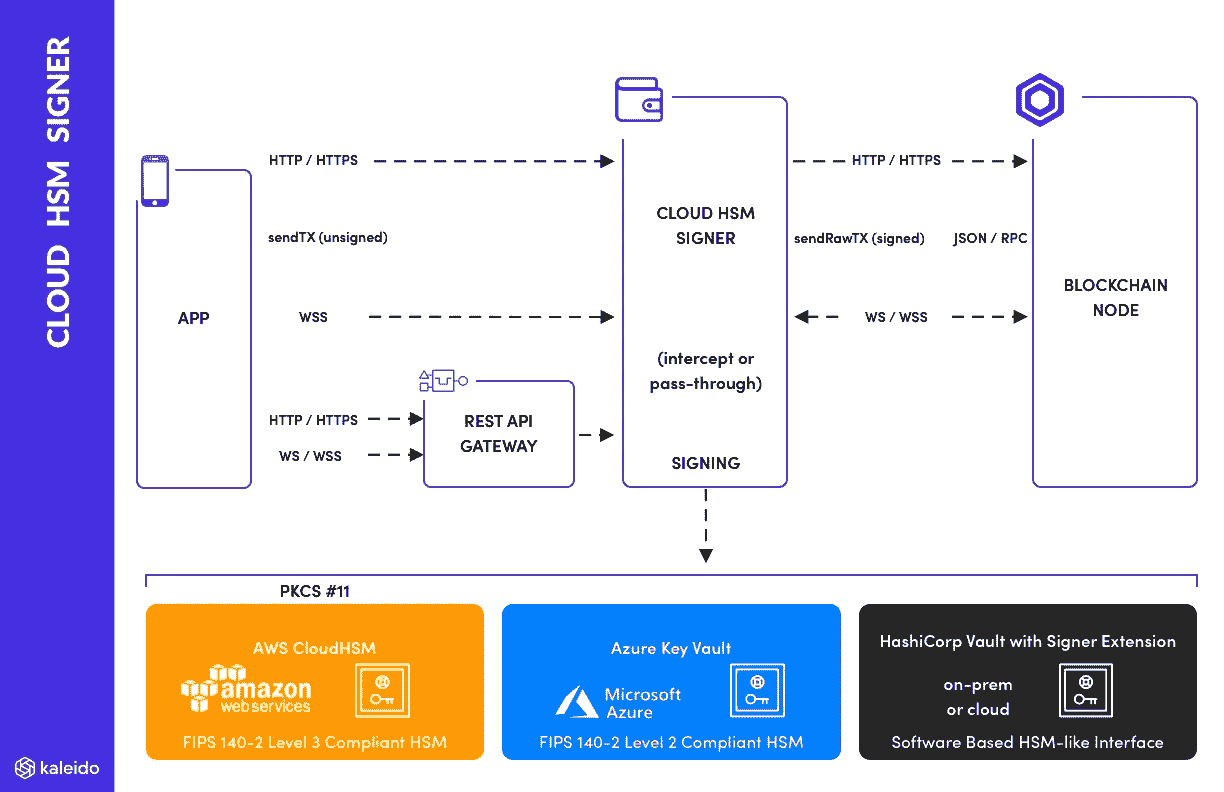 CLOUD HSM SIGNER
HTTP / HTTPS
HTTP / HTTPS
CLOUD HSM
SIGNER
sendTX (unsigned)
sendRawTX (signed)
JSON / RPC
BLOCKCHAIN
NODE
APP
WSS
WS / WSS
(intercept or
pass-through)
HTTP / HTTPS
WS / WSS
REST API
GATEWAY
SIGNING
PKCS #11
AWS CloudHSM
amazon
webservices
FIPS 140-2 Level 3 Compliant HSM
Azure Key Vault
Microsoft
Azure
FIPS 140-2 Level 2 Compliant HSM
HashiCorp Vault with Signer Extension
on-prem
or cloud
Software Based HSM-like Interface
kaleido